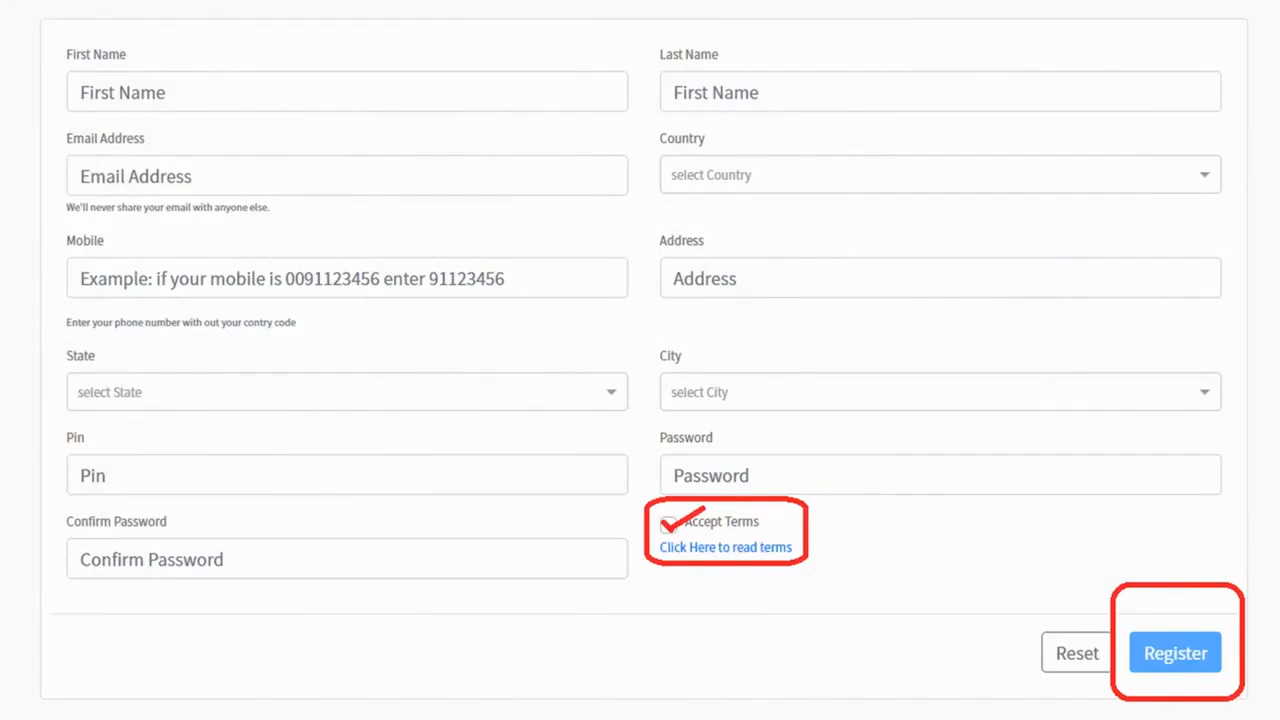 First Name
Last Name
First Name
First Name
Email Address
Country
Email Address
select Country
We'll never share your email with anyone else.
Mobile
Address
Example: if your mobile is 0091123456 enter 91123456
Address
Enter your phone number with out your contry code
State
City
select State
select City
Pin
Password
Pin
Password
Confirm Password
Accept Terms
Click Here to read terms
Confirm Password
Reset
Register